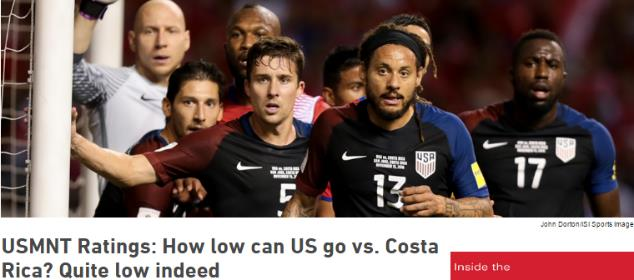 USA
5
13
USA
17
John Dorton/ISI Sports Image
USMNT Ratings: How low can US go vs. Costa
Rica? Quite low indeed
Inside the